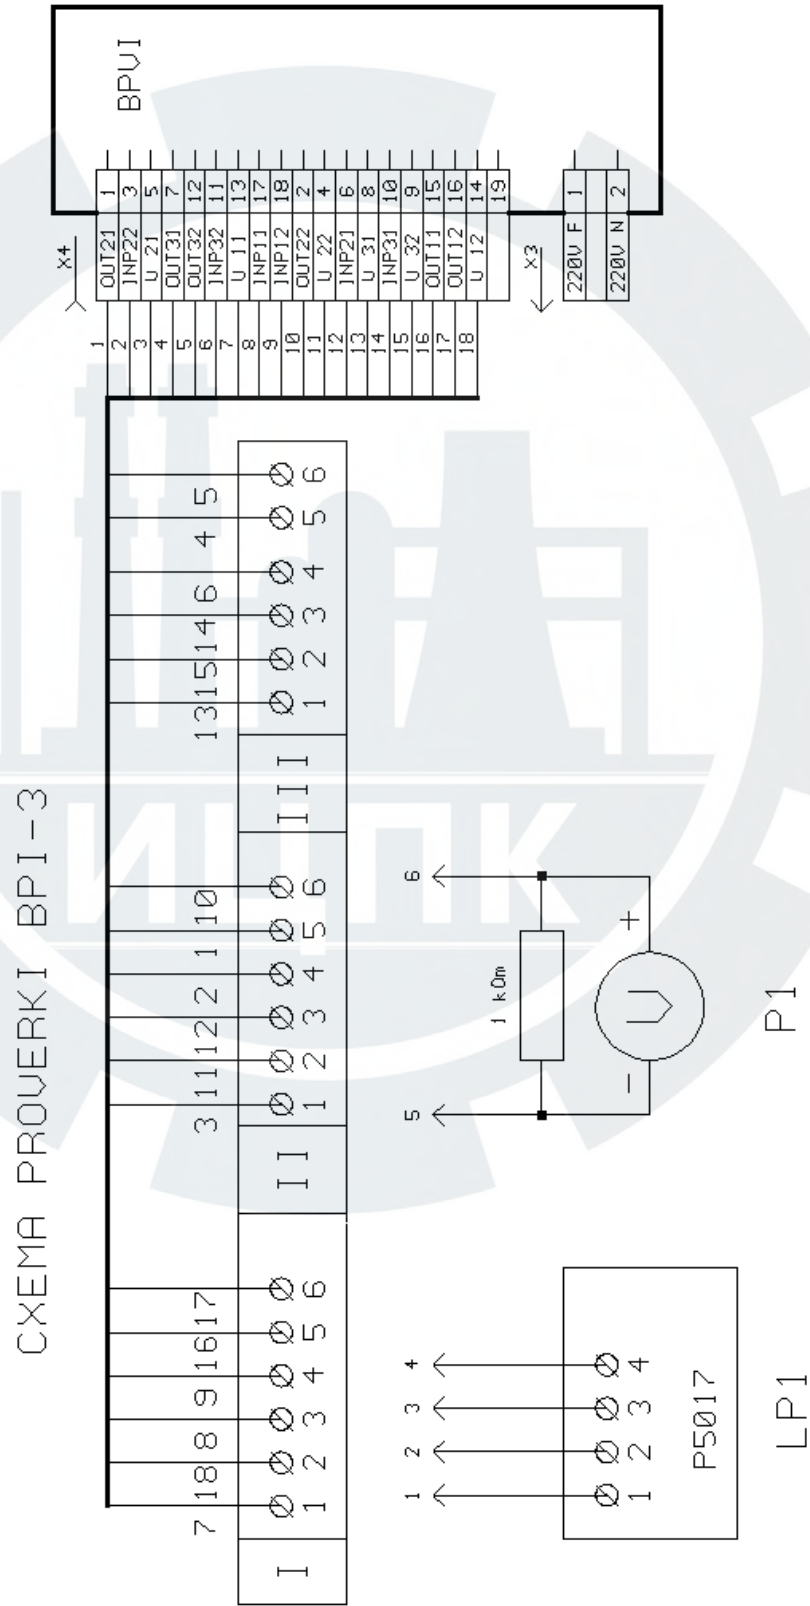 CXEMA PROVERKI BPI-3
BPVI
X4
1 OUT21 1
2 INP22 3
3 U 21 5
4 OUT31 7
5 OUT32 12
6 INP32 11
7 U 11 13
8 INP11 17
9 INP12 18
10 OUT22 2
11 U 22 4
12 INP21 6
13 U 31 8
14 INP31 10
15 U 32 9
16 OUT11 15
17 OUT12 16
18 U 12 14
19
X3
220V F 1
220V N 2
7 18 8 9 16 17
I 1 2 3 4 5 6
3 11 12 2 1 10
II 1 2 3 4 5 6
13 15 14 6 4 5
III 1 2 3 4 5 6
1 2 3 4
1 2 3 4
P5017
LP1
5 6
1 kOm
- V +
P1
ИЦПК